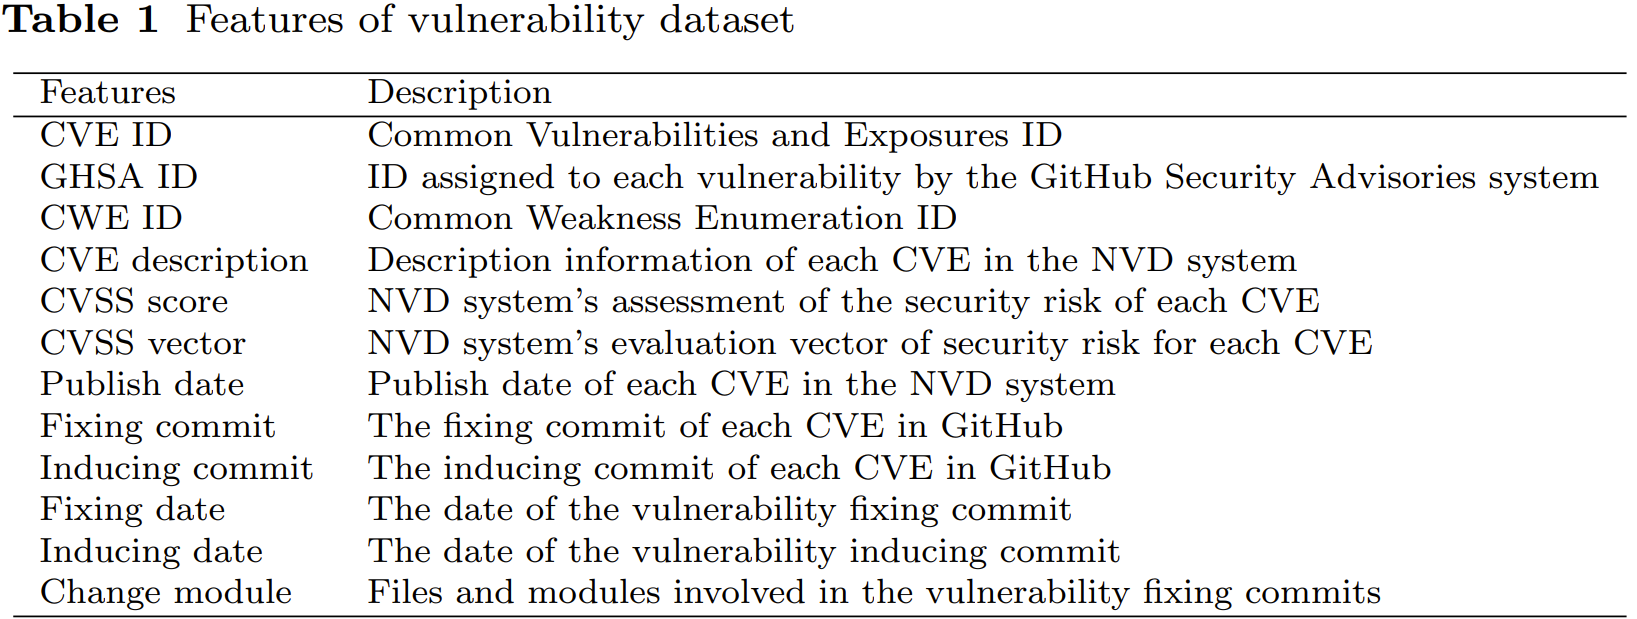 Table 1 Features of vulnerability dataset
Features Description
CVE ID Common Vulnerabilities and Exposures ID
GHSA ID ID assigned to each vulnerability by the GitHub Security Advisories system
CWE ID Common Weakness Enumeration ID
CVE description Description information of each CVE in the NVD system
CVSS score NVD system's assessment of the security risk of each CVE
CVSS vector NVD system's evaluation vector of security risk for each CVE
Publish date Publish date of each CVE in the NVD system
Fixing commit The fixing commit of each CVE in GitHub
Inducing commit The inducing commit of each CVE in GitHub
Fixing date The date of the vulnerability fixing commit
Inducing date The date of the vulnerability inducing commit
Change module Files and modules involved in the vulnerability fixing commits